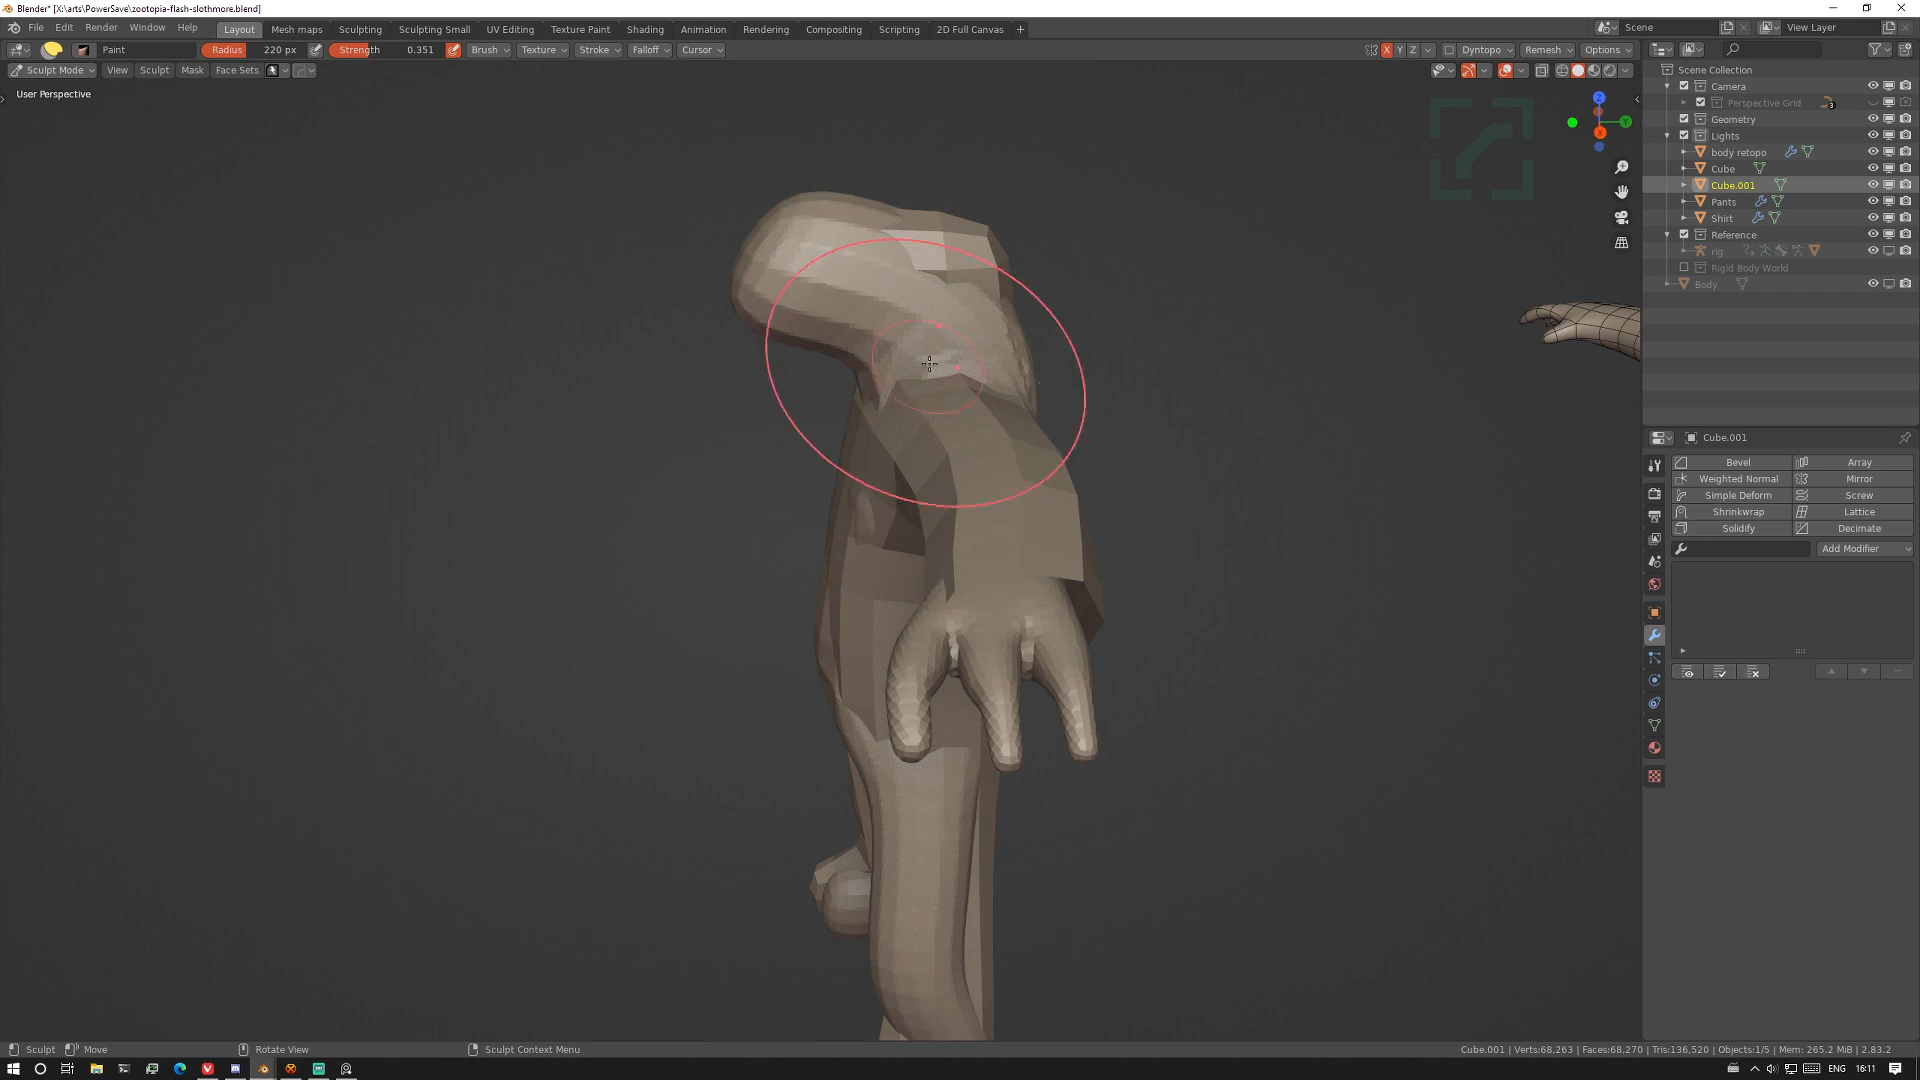 Blender* [X:\arts\PowerSave\zootopia-flash-slothmore.blend]
File Edit Render Window Help Layout Mesh maps Sculpting Sculpting Small UV Editing Texture Paint Shading Animation Rendering Compositing Scripting 2D Full Canvas + Scene View Layer
Paint Radius 220 px Strength 0.351 Brush Texture Stroke Falloff Cursor X Y Z Dyntopo Remesh Options
Sculpt Mode View Sculpt Mask Face Sets
User Perspective
Z
Y
X
Scene Collection
Camera
Perspective Grid 3
Geometry
Lights
body retopo
Cube
Cube.001
Pants
Shirt
Reference
rig
Rigid Body World
Body
Cube.001
Bevel Array
Weighted Normal Mirror
Simple Deform Screw
Shrinkwrap Lattice
Solidify Decimate
Add Modifier
Sculpt Move Rotate View Sculpt Context Menu Cube.001 | Verts:68,263 | Faces:68,270 | Tris:136,520 | Objects:1/5 | Mem: 265.2 MiB | 2.83.2
ENG 16:11